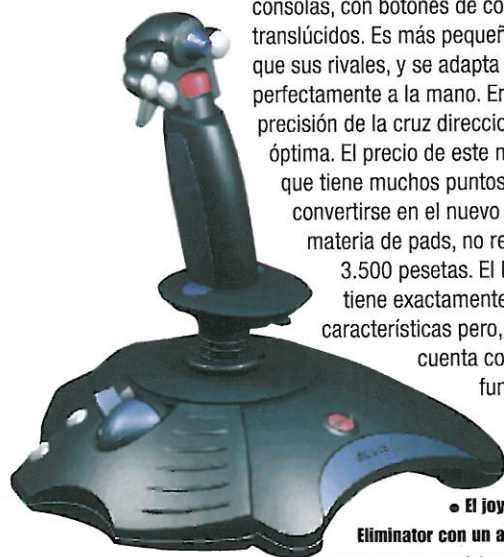 consolas, con botones de co
translúcidos. Es más pequeñ
que sus rivales, y se adapta
perfectamente a la mano. En
precisión de la cruz direccio
óptima. El precio de este n
que tiene muchos puntos
convertirse en el nuevo
materia de pads, no re
3.500 pesetas. El
tiene exactamente
características pero,
cuenta co
fun
• El joy
Eliminator con un a